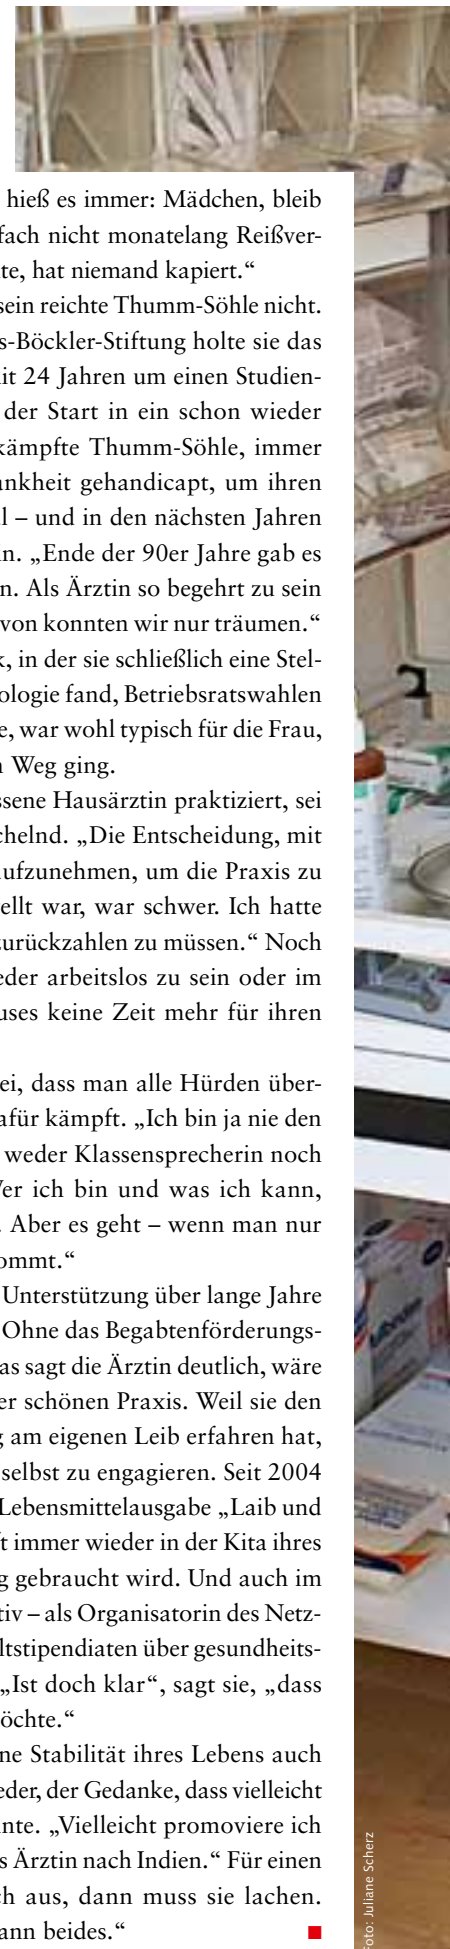 hieß es immer: Mädchen, bleib
fach nicht monatelang Reißver-
te, hat niemand kapiert.“
sein reichte Thumm-Söhle nicht.
s-Böckler-Stiftung holte sie das
it 24 Jahren um einen Studien-
der Start in ein schon wieder
kämpfte Thumm-Söhle, immer
ankheit gehandicapt, um ihren
l – und in den nächsten Jahren
n. „Ende der 90er Jahre gab es
n. Als Ärztin so begehrt zu sein
von konnten wir nur träumen.“
k, in der sie schließlich eine Stel-
ologie fand, Betriebsratswahlen
e, war wohl typisch für die Frau,
n Weg ging.
ssene Hausärztin praktiziert, sei
chelnd. „Die Entscheidung, mit
aufzunehmen, um die Praxis zu
ellt war, war schwer. Ich hatte
zurückzahlen zu müssen.“ Noch
eder arbeitslos zu sein oder im
uses keine Zeit mehr für ihren
ei, dass man alle Hürden über-
afür kämpft. „Ich bin ja nie den
weder Klassensprecherin noch
Wer ich bin und was ich kann,
. Aber es geht – wenn man nur
ommt.“
Unterstützung über lange Jahre
Ohne das Begabtenförderungs-
as sagt die Ärztin deutlich, wäre
er schönen Praxis. Weil sie den
g am eigenen Leib erfahren hat,
selbst zu engagieren. Seit 2004
Lebensmittelausgabe „Laib und
ft immer wieder in der Kita ihres
g gebraucht wird. Und auch im
tiv – als Organisatorin des Netz-
ltstipendiaten über gesundheits-
„Ist doch klar“, sagt sie, „dass
öchte.“
ne Stabilität ihres Lebens auch
eder, der Gedanke, dass vielleicht
nte. „Vielleicht promoviere ich
s Ärztin nach Indien.“ Für einen
ch aus, dann muss sie lachen.
ann beides.“
Foto: Juliane Scherz